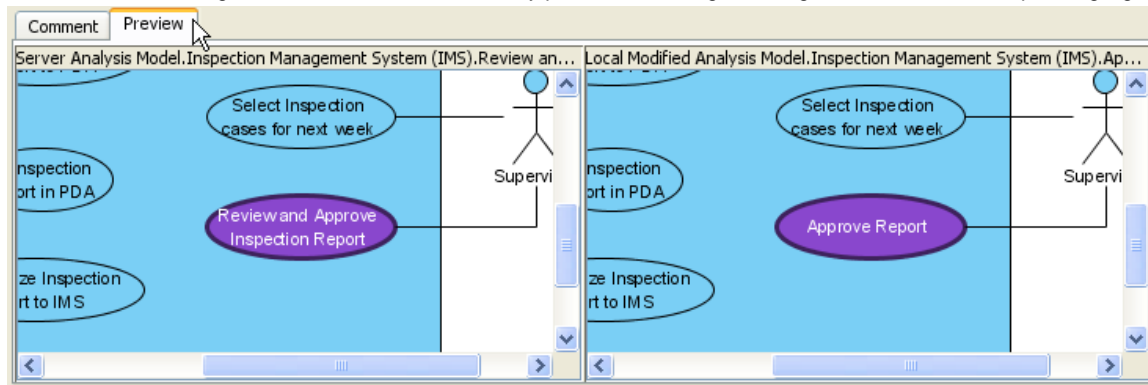 Comment Preview
Server Analysis Model.Inspection Management System (IMS).Review an...
Select Inspection
cases for next week
nspection
ort in PDA
Supervi
Review and Approve
Inspection Report
ze Inspection
rt to IMS
Local Modified Analysis Model.Inspection Management System (IMS).Ap...
Select Inspection
cases for next week
nspection
ort in PDA
Supervi
Approve Report
ze Inspection
rt to IMS